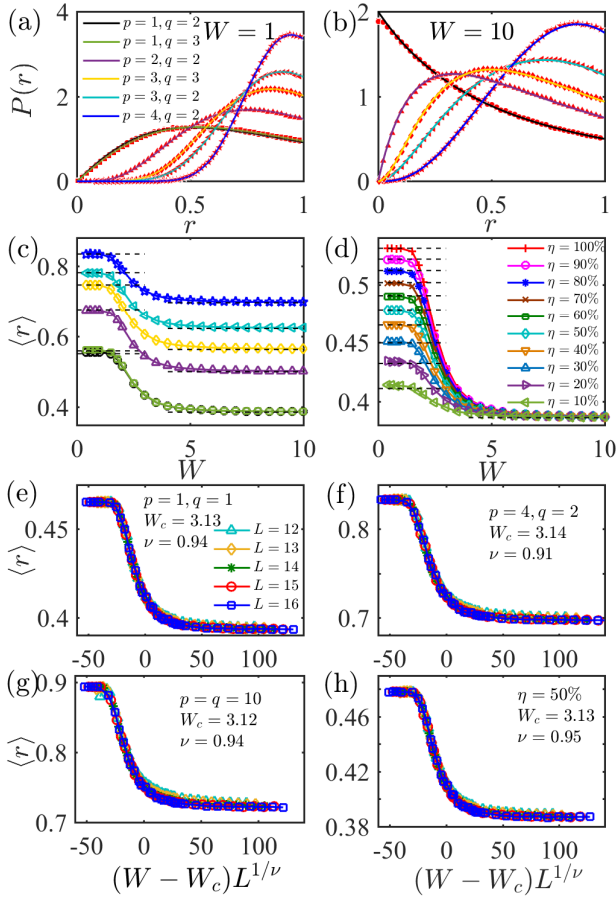 (a)
W = 1
p = 1, q = 2
p = 1, q = 3
p = 2, q = 2
p = 3, q = 3
p = 3, q = 2
p = 4, q = 2
P(r)
4
2
0
0
0.5
1
r
(b)
W = 10
2
1
0
0
0.5
1
r
(c)
⟨r⟩
0.8
0.6
0.4
0
5
10
W
(d)
η = 100%
η = 90%
η = 80%
η = 70%
η = 60%
η = 50%
η = 40%
η = 30%
η = 20%
η = 10%
0.5
0.45
0.4
0
5
10
W
(e)
p = 1, q = 1
W_c = 3.13
ν = 0.94
L = 12
L = 13
L = 14
L = 15
L = 16
⟨r⟩
0.45
0.4
-50
0
50
100
(f)
p = 4, q = 2
W_c = 3.14
ν = 0.91
0.8
0.7
-50
0
50
100
(g)
p = q = 10
W_c = 3.12
ν = 0.94
⟨r⟩
0.9
0.8
0.7
-50
0
50
100
(W − W_c)L^{1/ν}
(h)
η = 50%
W_c = 3.13
ν = 0.95
0.46
0.42
0.38
-50
0
50
100
(W − W_c)L^{1/ν}